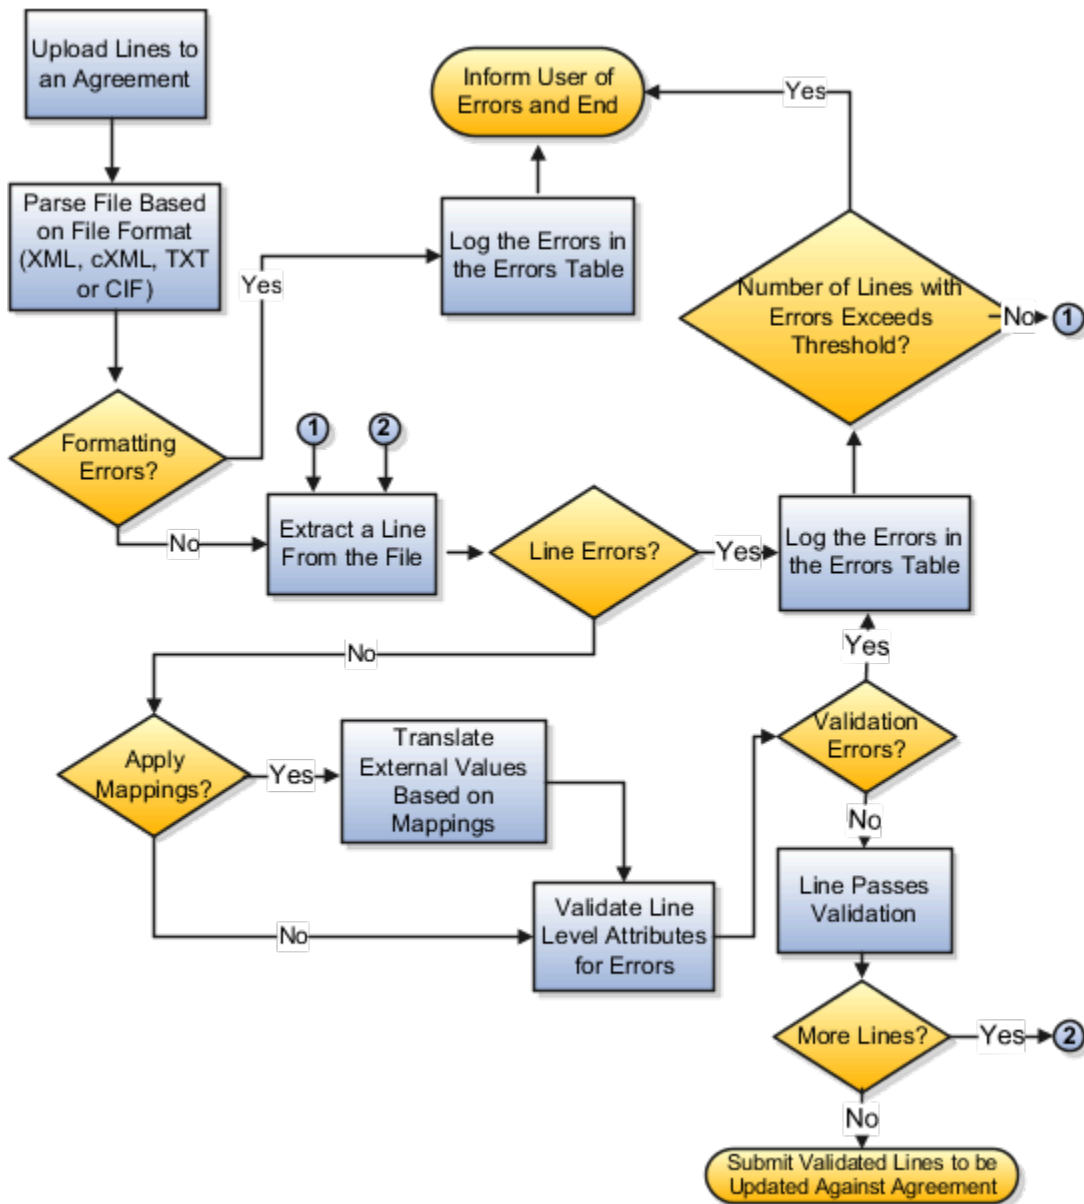 Upload Lines to
an Agreement
Inform User of
Errors and End
Yes
Parse File Based
on File Format
(XML, cXML, TXT
or CIF)
Yes
Log the Errors in
the Errors Table
Number of Lines with
Errors Exceeds
Threshold?
No
1
Formatting
Errors?
1
2
No
Extract a Line
From the File
Line Errors?
Yes
Log the Errors in
the Errors Table
No
Yes
Apply
Mappings?
Yes
Translate
External Values
Based on
Mappings
Validation
Errors?
No
No
Validate Line
Level Attributes
for Errors
Line Passes
Validation
More Lines?
Yes
2
No
Submit Validated Lines to be
Updated Against Agreement